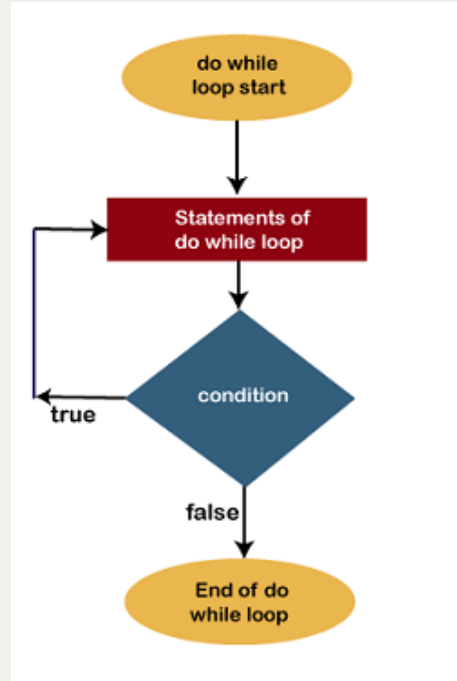 do while
loop start
Statements of
do while loop
condition
true
false
End of do
while loop